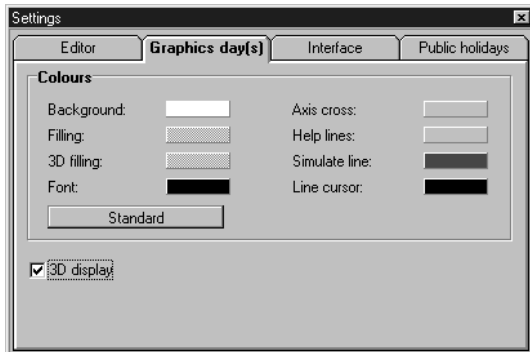 Settings
Editor Graphics day(s) Interface Public holidays
Colours
Background: Axis cross:
Filling: Help lines:
3D filling: Simulate line:
Font: Line cursor:
Standard
3D display